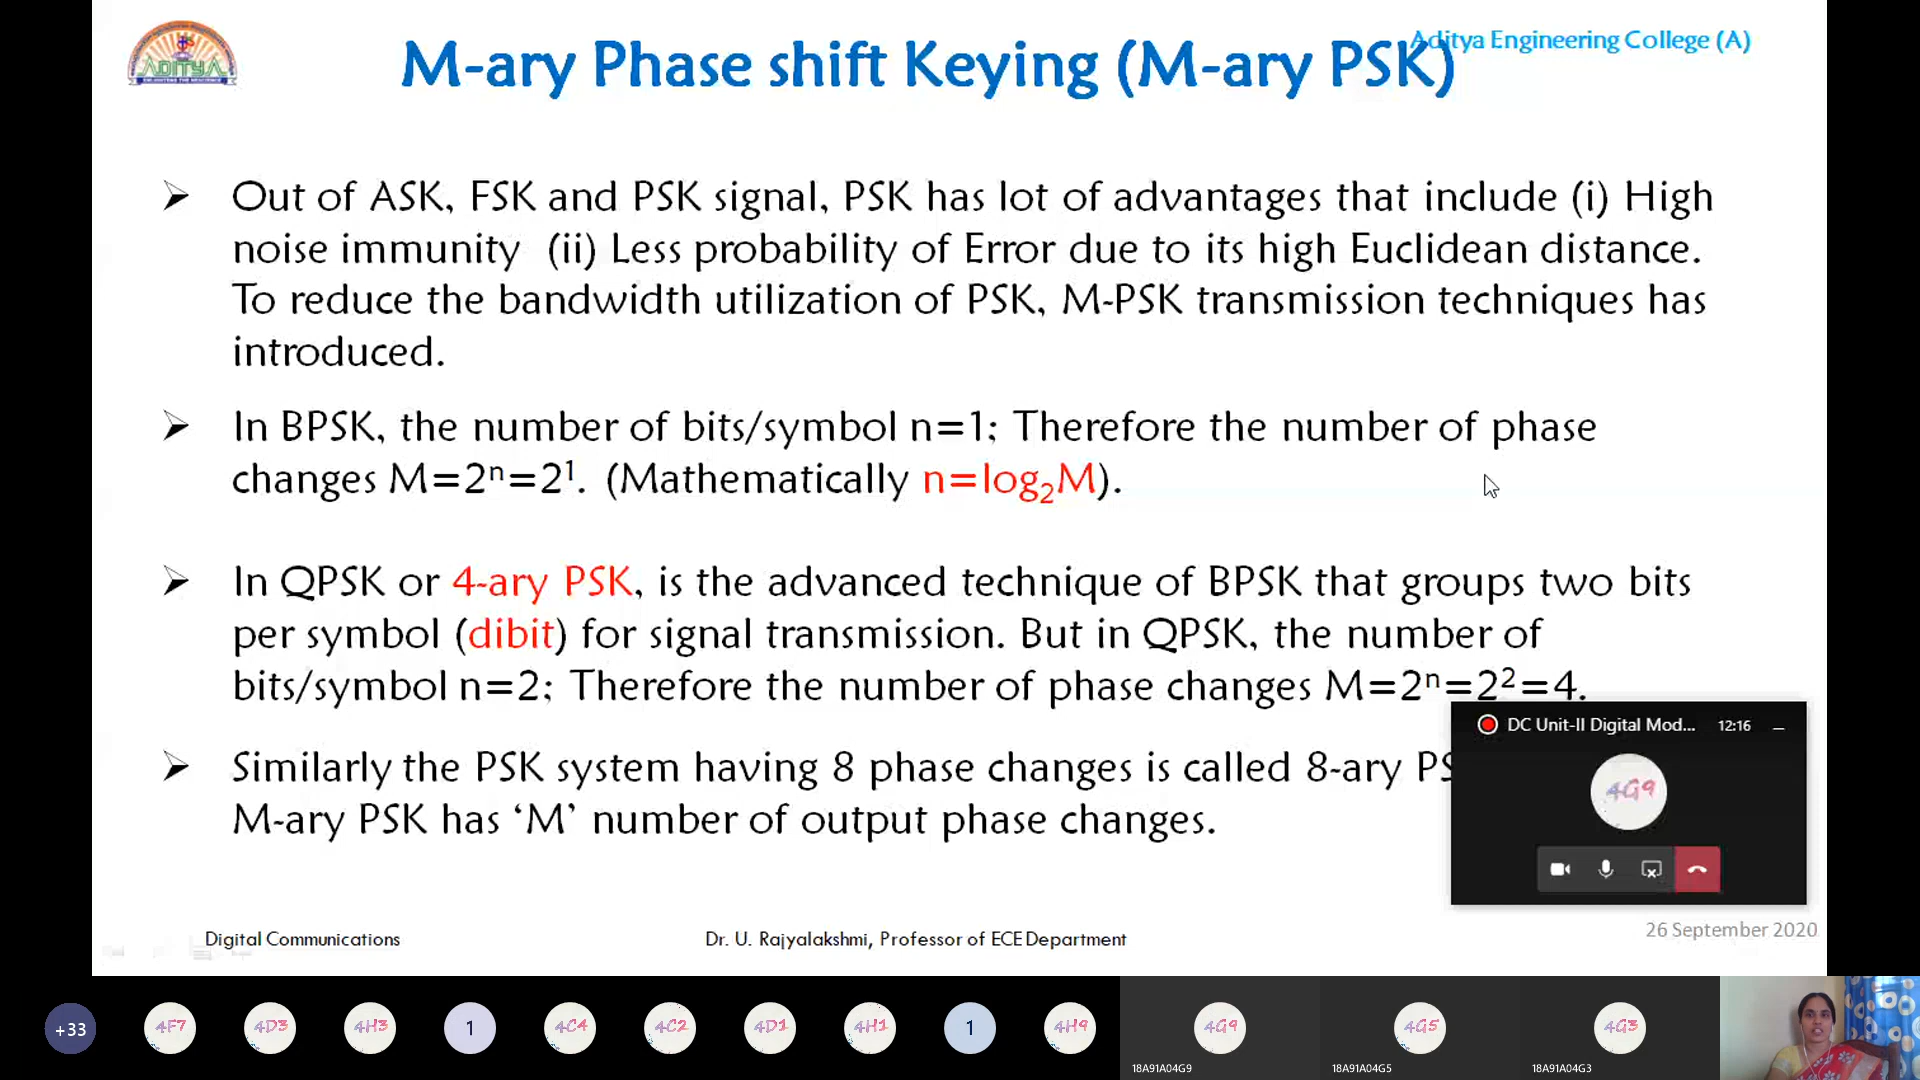 ADITYA
Aditya Engineering College (A)
M-ary Phase shift Keying (M-ary PSK)
➢ Out of ASK, FSK and PSK signal, PSK has lot of advantages that include (i) High
noise immunity (ii) Less probability of Error due to its high Euclidean distance.
To reduce the bandwidth utilization of PSK, M-PSK transmission techniques has
introduced.
➢ In BPSK, the number of bits/symbol n=1; Therefore the number of phase
changes M=2ⁿ=2¹. (Mathematically n=log₂M).
➢ In QPSK or 4-ary PSK, is the advanced technique of BPSK that groups two bits
per symbol (dibit) for signal transmission. But in QPSK, the number of
bits/symbol n=2; Therefore the number of phase changes M=2ⁿ=2²=4.
➢ Similarly the PSK system having 8 phase changes is called 8-ary PS
M-ary PSK has ‘M’ number of output phase changes.
DC Unit-II Digital Mod... 12:16
4G9
Digital Communications
Dr. U. Rajyalakshmi, Professor of ECE Department
26 September 2020
+33 4F7 4D3 4H3 1 4C4 4C2 4D1 4H1 1 4H9 4G9 4G5 4G3
18A91A04G9 18A91A04G5 18A91A04G3